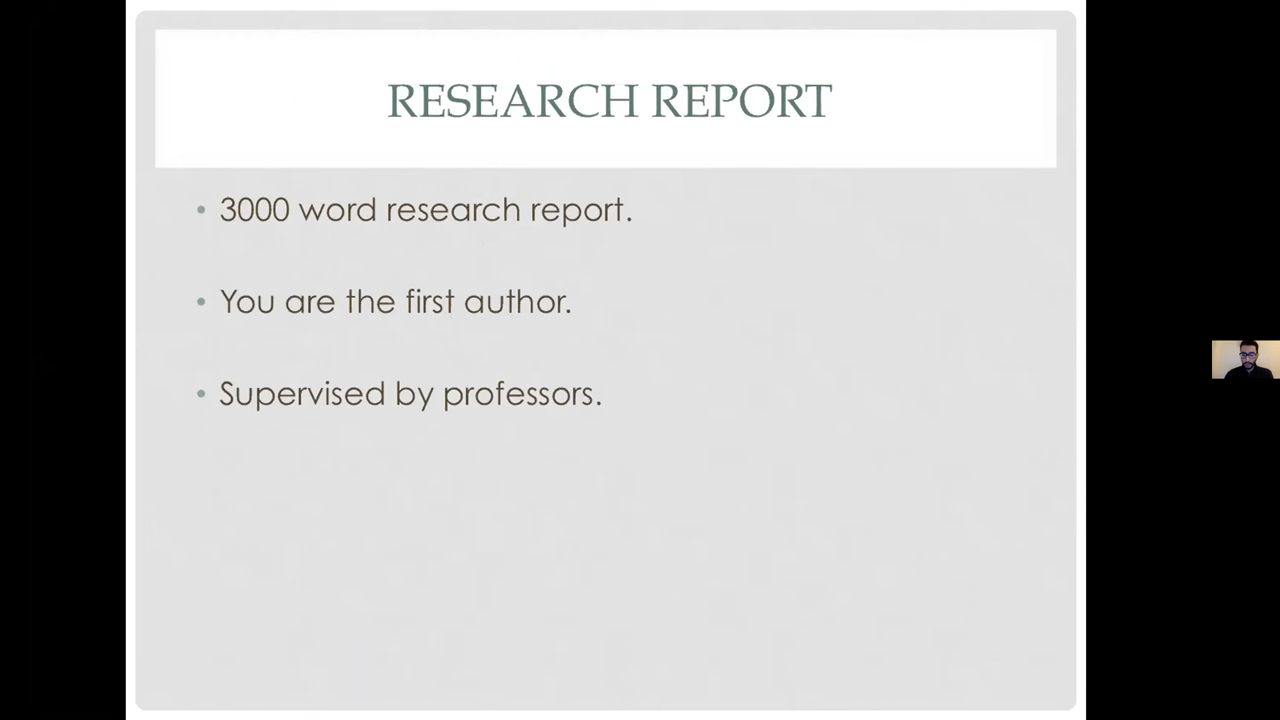 RESEARCH REPORT
• 3000 word research report.
• You are the first author.
• Supervised by professors.